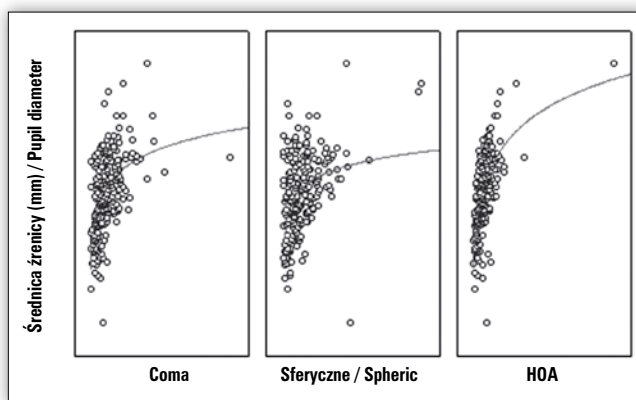 Średnica źrenicy (mm) / Pupil diameter
Coma
Sferyczne / Spheric
HOA